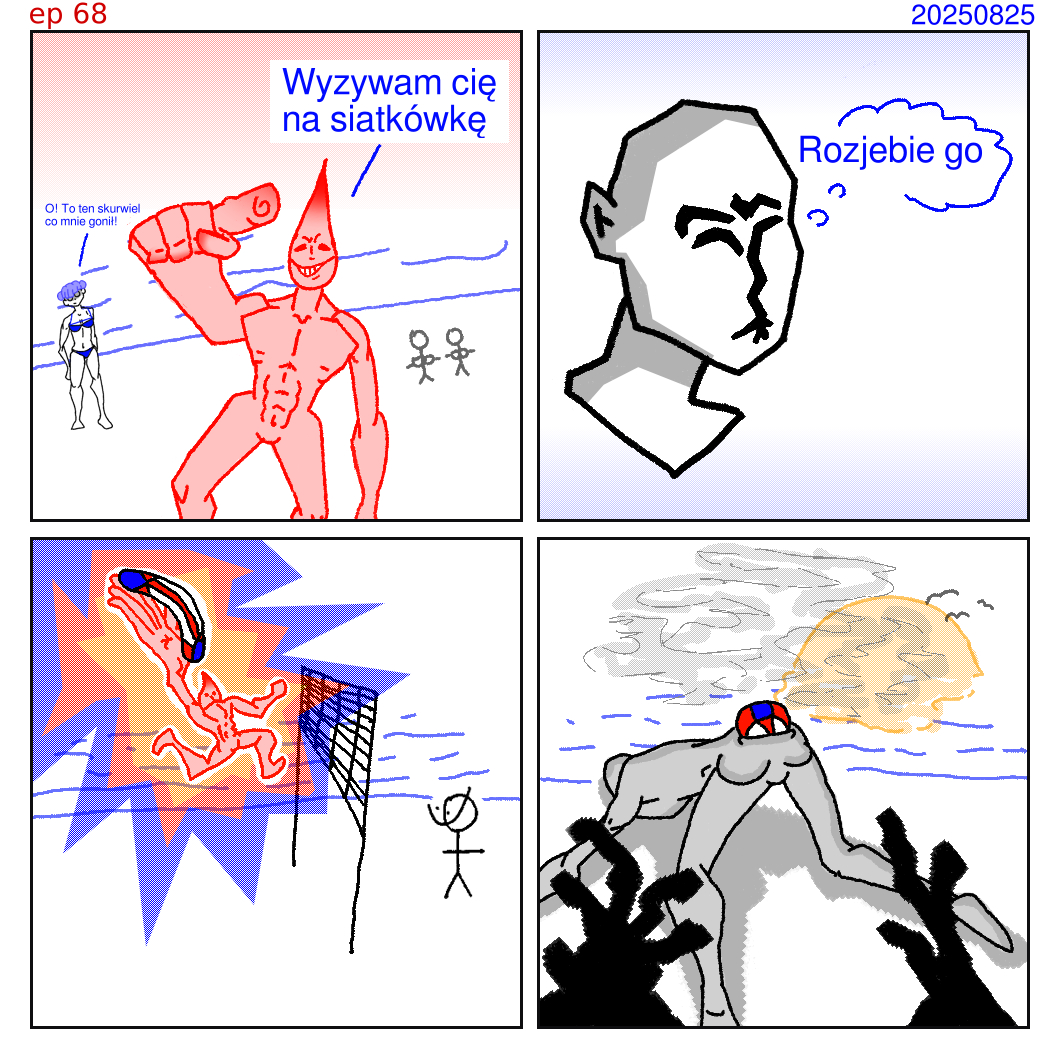 ep 68
20250825
Wyzywam cię
na siatkówkę
O! To ten skurwiel
co mnie gonił!
Rozjebie go